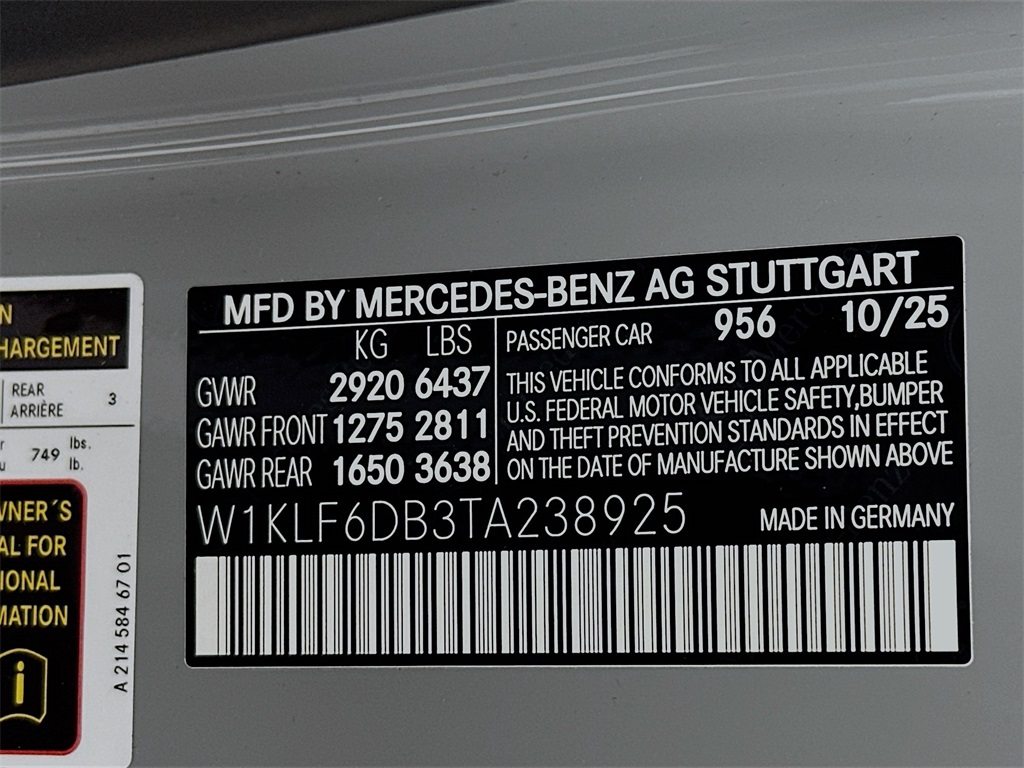 N
HARGEMENT
REAR
ARRIÈRE 3
r 749 lbs.
u lb.
WNER´S
AL FOR
IONAL
MATION
i
A 214 584 67 01
MFD BY MERCEDES-BENZ AG STUTTGART
KG LBS
GVWR 2920 6437
GAWR FRONT 1275 2811
GAWR REAR 1650 3638
PASSENGER CAR 956 10/25
THIS VEHICLE CONFORMS TO ALL APPLICABLE
U.S. FEDERAL MOTOR VEHICLE SAFETY,BUMPER
AND THEFT PREVENTION STANDARDS IN EFFECT
ON THE DATE OF MANUFACTURE SHOWN ABOVE
W1KLF6DB3TA238925
MADE IN GERMANY